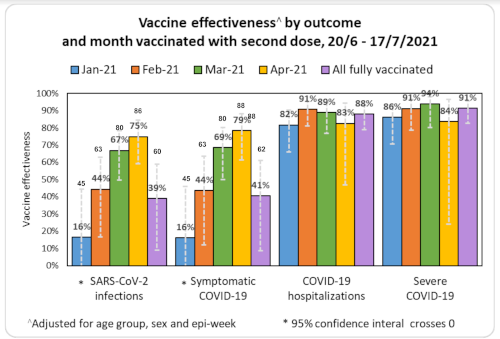 Vaccine effectiveness^ by outcome
and month vaccinated with second dose, 20/6 - 17/7/2021
Jan-21 Feb-21 Mar-21 Apr-21 All fully vaccinated
Vaccine effectiveness
100%
90%
80%
70%
60%
50%
40%
30%
20%
10%
0%
45 63 80 86 60
16% 44% 67% 75% 39%
45 63 80 88 88 62
16% 44% 69% 79% 41%
82% 91% 89% 83% 88%
86% 91% 94% 84% 91%
* SARS-CoV-2
infections
* Symptomatic
COVID-19
COVID-19
hospitalizations
Severe
COVID-19
^Adjusted for age group, sex and epi-week
* 95% confidence interal crosses 0